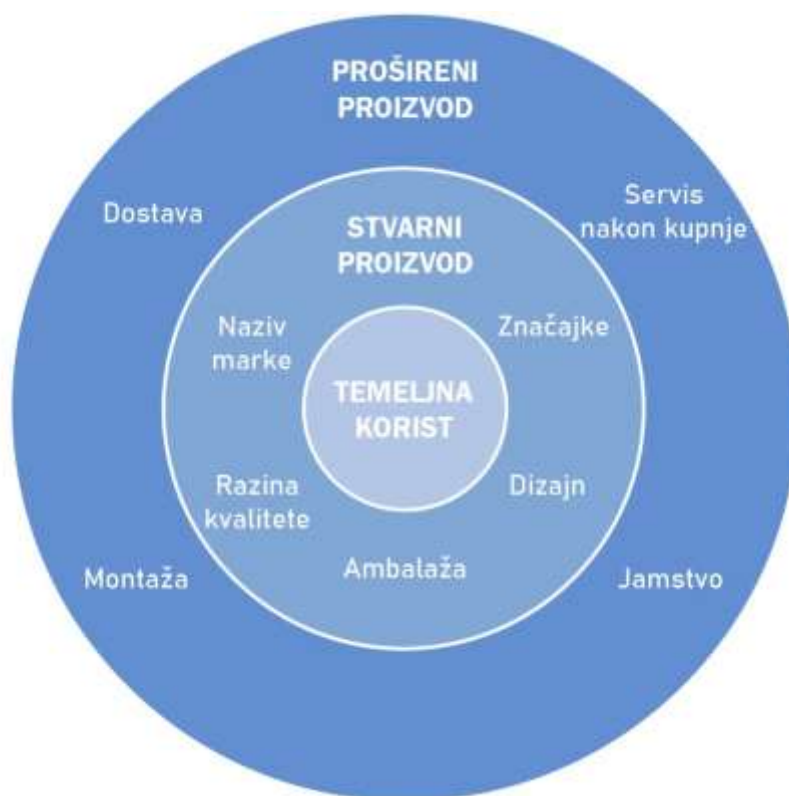 PROŠIRENI
PROIZVOD
Dostava
Servis
nakon kupnje
STVARNI
PROIZVOD
Naziv
marke
Značajke
TEMELJNA
KORIST
Razina
kvalitete
Dizajn
Ambalaža
Montaža
Jamstvo